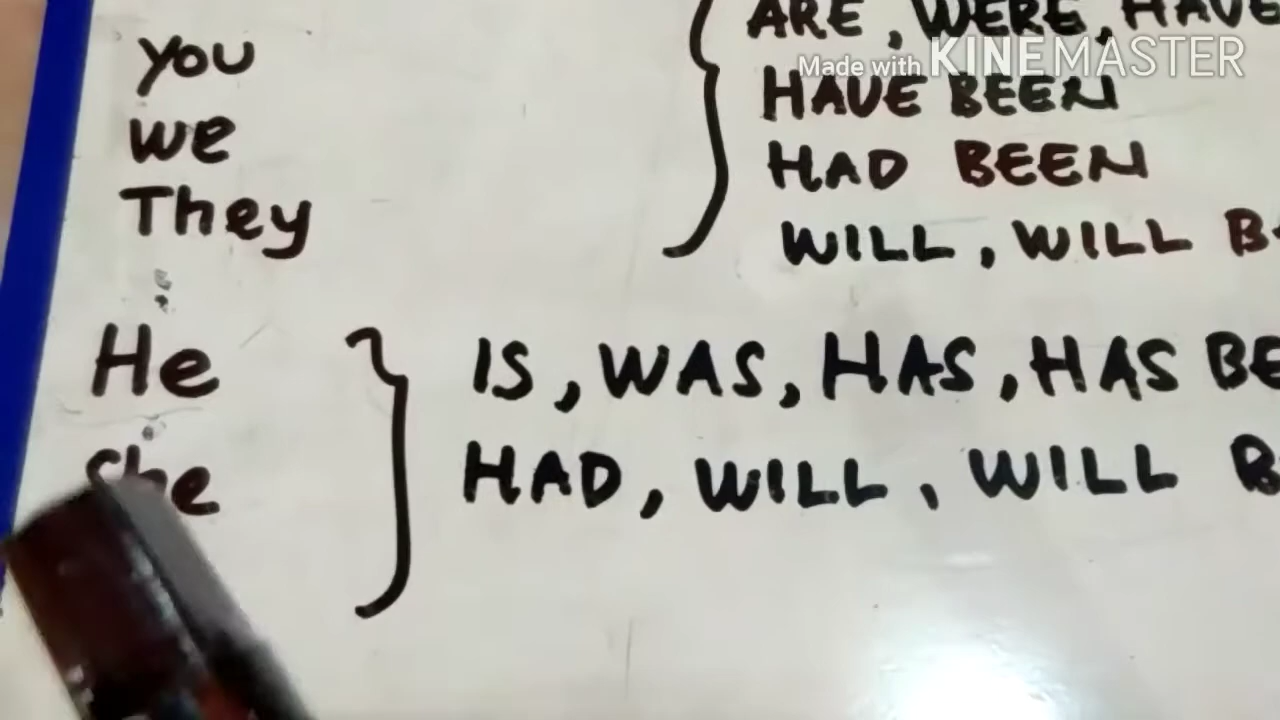 ARE, WERE, HAVE
Made with KINEMASTER
YOU
HAVE BEEN
We
HAD BEEN
They
WILL, WILL
He IS, WAS, HAS, HAS
She HAD, WILL, WILL